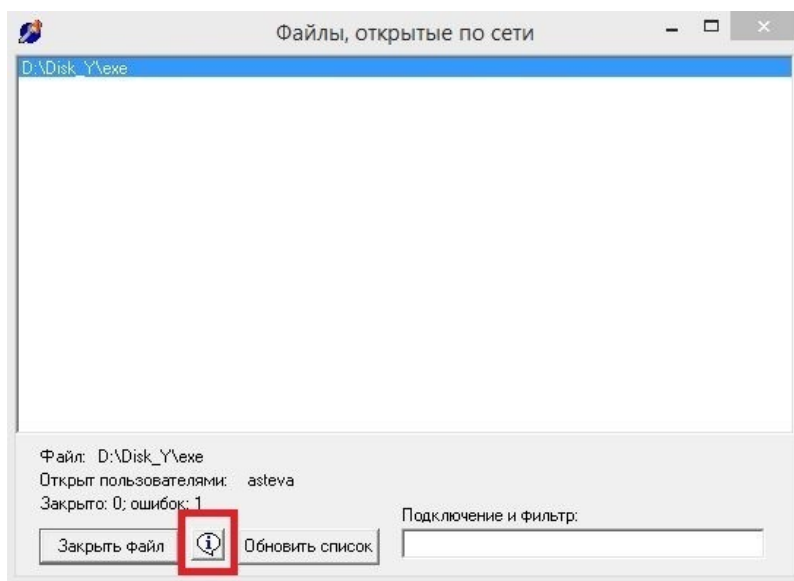 Файлы, открытые по сети
D:\Disk_Y\exe
Файл: D:\Disk_Y\exe
Открыт пользователями: asteva
Закрыто: 0; ошибок: 1
Подключение и фильтр:
Закрыть файл
Обновить список